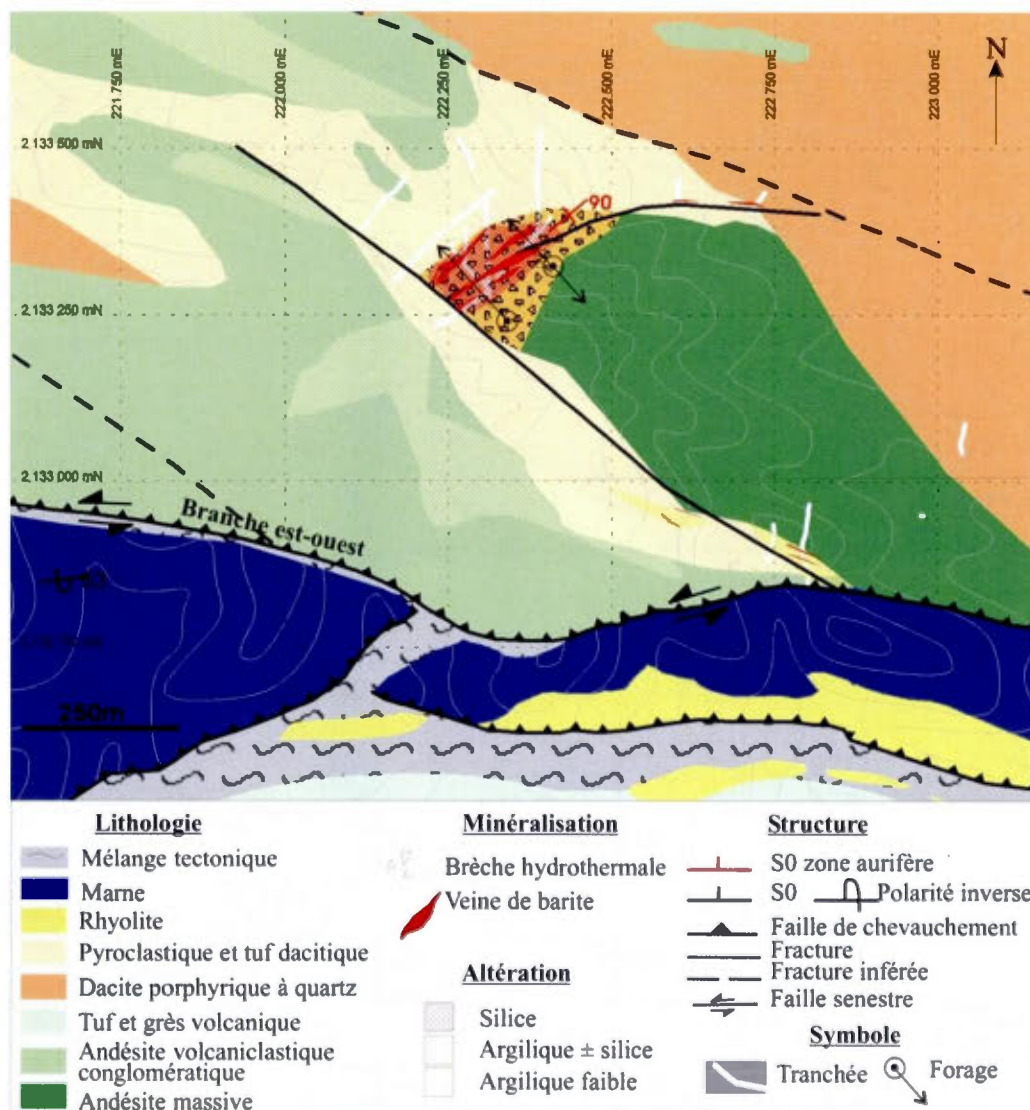 221.750 mE
222.000 mE
222.250 mE
222.500 mE
222.750 mE
223.000 mE
N
2 133 500 mN
90
2 133 250 mN
2 133 000 mN
Branche est-ouest
250m
Lithologie
Mélange tectonique
Marne
Rhyolite
Pyroclastique et tuf dacitique
Dacite porphyrique à quartz
Tuf et grès volcanique
Andésite volcaniclastique
conglomératique
Andésite massive
Minéralisation
Brèche hydrothermale
Veine de barite
Altération
Silice
Argilique ± silice
Argilique faible
Structure
S0 zone aurifère
S0
Polarité inverse
Faille de chevauchement
Fracture
Fracture inférée
Faille senestre
Symbole
Tranchée
Forage